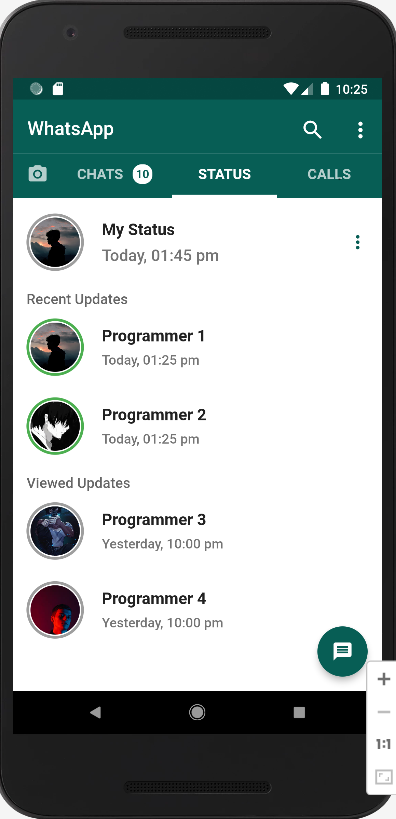 10:25
WhatsApp
CHATS 10 STATUS CALLS
My Status
Today, 01:45 pm
Recent Updates
Programmer 1
Today, 01:25 pm
Programmer 2
Today, 01:25 pm
Viewed Updates
Programmer 3
Yesterday, 10:00 pm
Programmer 4
Yesterday, 10:00 pm
1:1